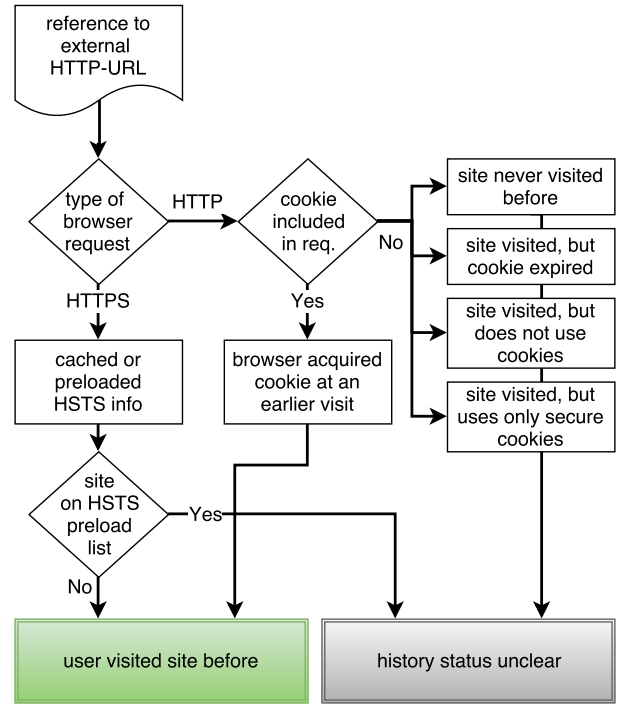 reference to
external
HTTP-URL
type of
browser
request
HTTP
cookie
included
in req.
No
site never visited
before
site visited, but
cookie expired
site visited, but
does not use
cookies
site visited, but
uses only secure
cookies
HTTPS
Yes
cached or
preloaded
HSTS info
browser acquired
cookie at an
earlier visit
site
on HSTS
preload
list
Yes
No
user visited site before
history status unclear